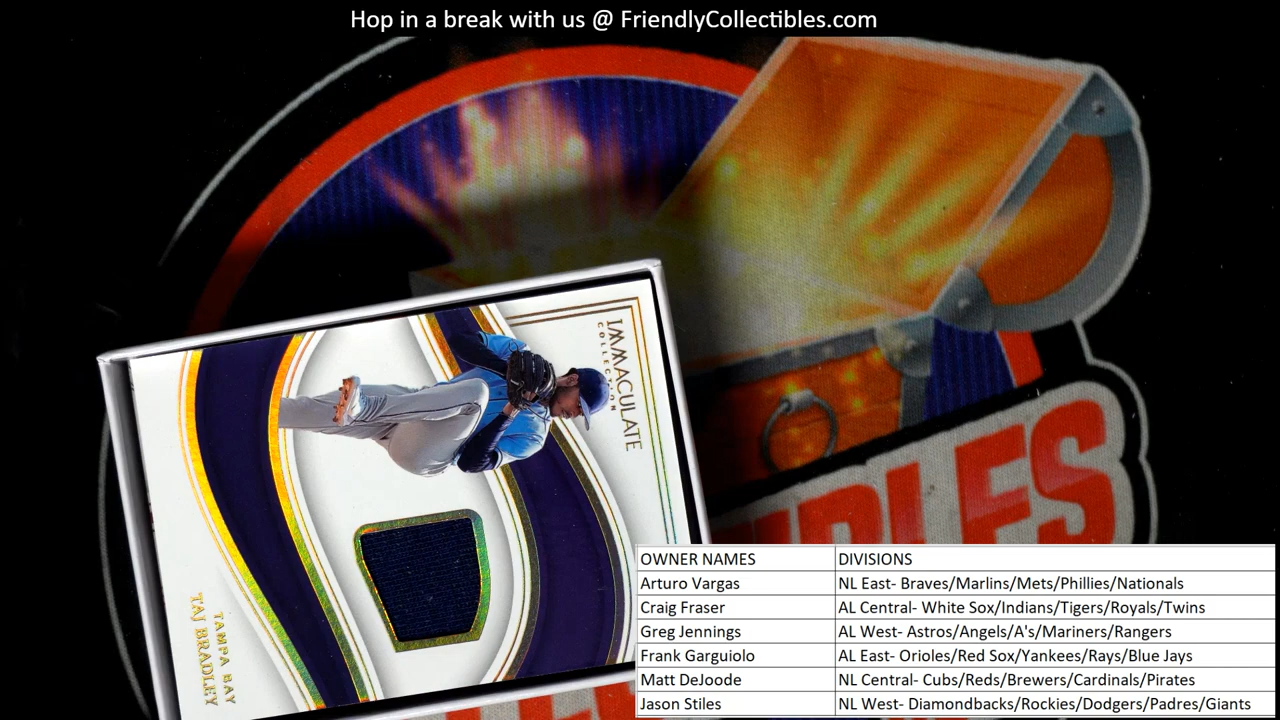 Hop in a break with us @ FriendlyCollectibles.com
IMMACULATE
COLLECTION
TAMPA BAY
TAJ BRADLEY
OWNER NAMES DIVISIONS
Arturo Vargas NL East- Braves/Marlins/Mets/Phillies/Nationals
Craig Fraser AL Central- White Sox/Indians/Tigers/Royals/Twins
Greg Jennings AL West- Astros/Angels/A's/Mariners/Rangers
Frank Garguiolo AL East- Orioles/Red Sox/Yankees/Rays/Blue Jays
Matt DeJoode NL Central- Cubs/Reds/Brewers/Cardinals/Pirates
Jason Stiles NL West- Diamondbacks/Rockies/Dodgers/Padres/Giants